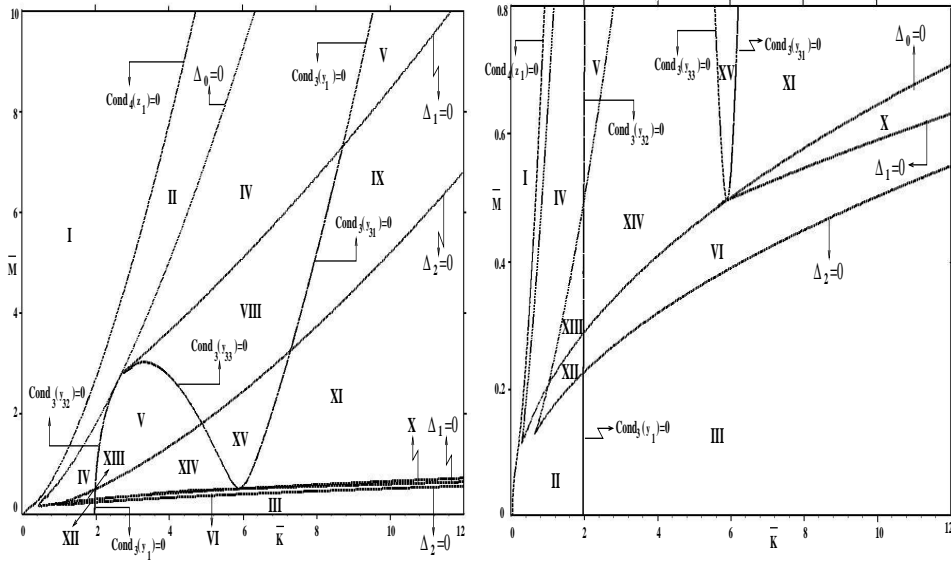 10
8
6
4
2
0
M̅
0
2
4
6
8
10
12
K̅
I
II
IV
V
IX
VIII
V
IV
XIII
XII
XIV
XV
XI
X
VI
III
Cond₄(z₁)=0
Δ₀=0
Cond₃(y₁)=0
Δ₁=0
Cond₃(y₃₁)=0
Δ₂=0
Cond₃(y₃₃)=0
Cond₃(y₃₂)=0
Δ₁=0
Δ₂=0
Cond₃(y₁)=0
0.8
0.6
0.4
0.2
0
M̅
0
2
4
6
8
10
12
K̅
Cond₄(z₁)=0
I
IV
V
Cond₃(y₃₃)=0
XV
Cond₃(y₃₁)=0
XI
Δ₀=0
Cond₃(y₃₂)=0
X
Δ₁=0
XIV
VI
Δ₂=0
XIII
XII
Cond₃(y₁)=0
II
III